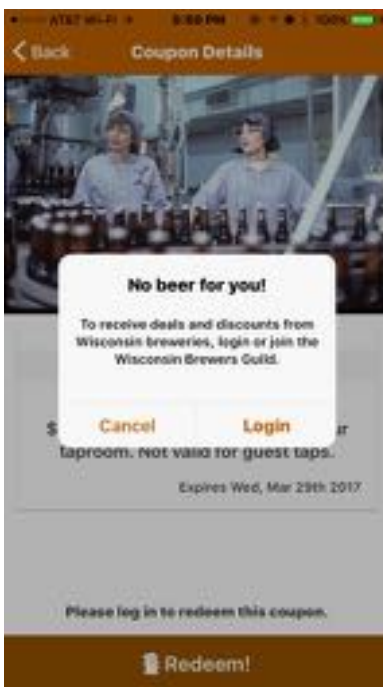 AT&T Wi-Fi
100%
Back
Coupon Details
No beer for you!
To receive deals and discounts from
Wisconsin breweries, login or join the
Wisconsin Brewers Guild.
Cancel
Login
$
taproom. Not valid for guest taps.
Expires Wed, Mar 29th 2017
Please log in to redeem this coupon.
Redeem!